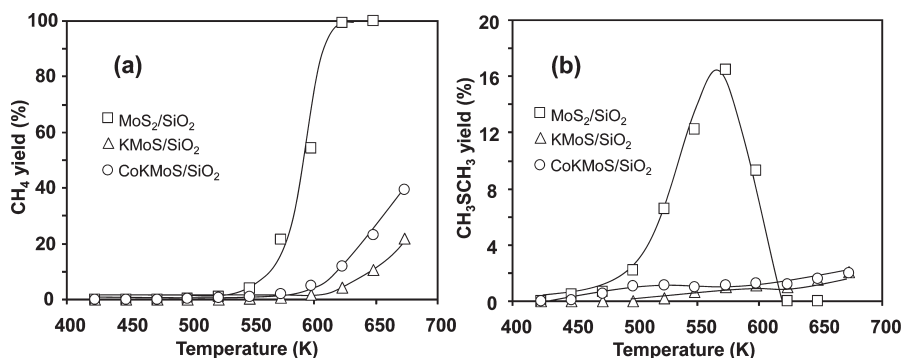 100
80
60
40
20
0
(a)
MoS₂/SiO₂
KMoS/SiO₂
CoKMoS/SiO₂
CH₄ yield (%)
400 450 500 550 600 650 700
Temperature (K)
20
16
12
8
4
0
(b)
MoS₂/SiO₂
KMoS/SiO₂
CoKMoS/SiO₂
CH₃SCH₃ yield (%)
400 450 500 550 600 650 700
Temperature (K)